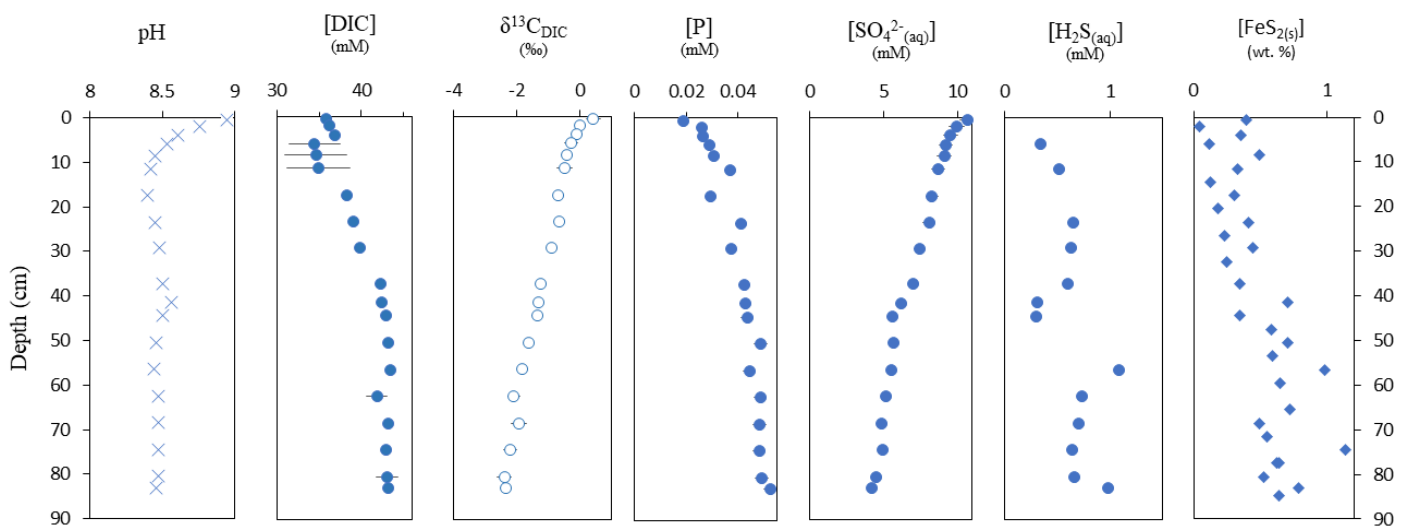 pH
[DIC]
(mM)
δ¹³C_DIC
(‰)
[P]
(mM)
[SO₄²⁻(aq)]
(mM)
[H₂S(aq)]
(mM)
[FeS₂(s)]
(wt. %)
8 8.5 9
30 40
-4 -2 0
0 0.02 0.04
0 5 10
0 1
0 1
Depth (cm)
0 0
10 10
20 20
30 30
40 40
50 50
60 60
70 70
80 80
90 90